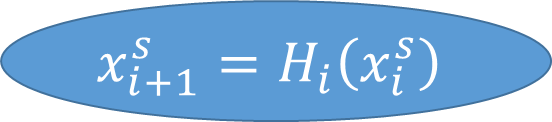 $x_{i+1}^{s} = H_i(x_i^{s})$